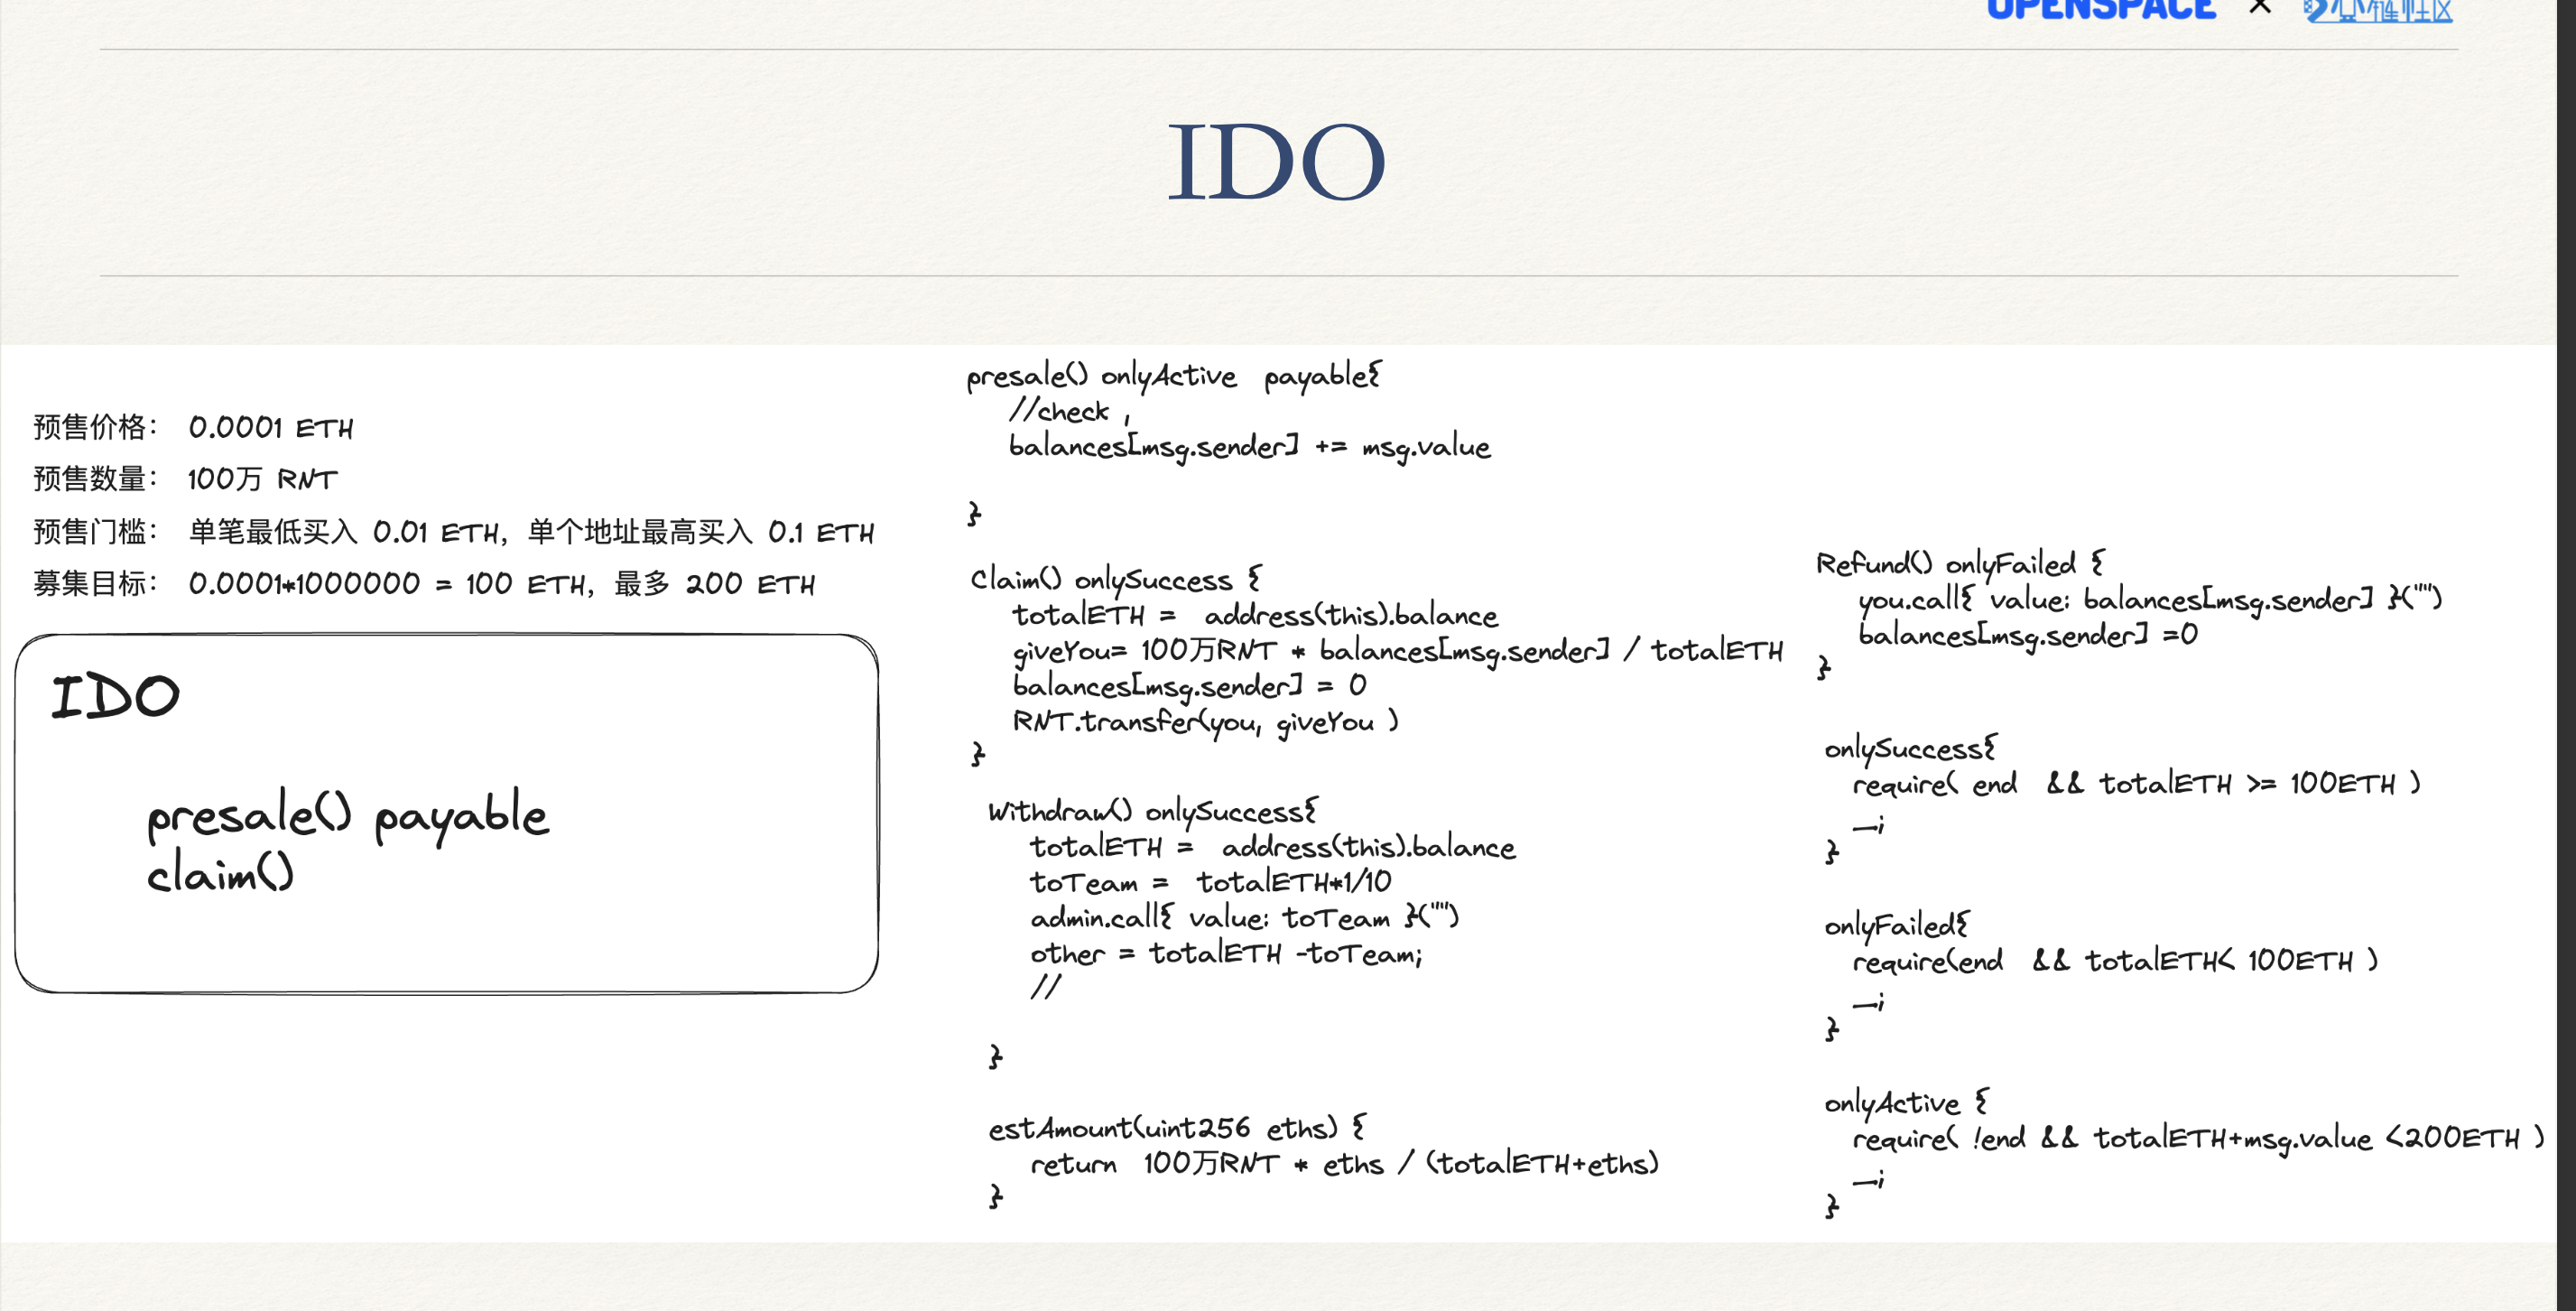 OPENSPACE ×
IDO
预售价格： 0.0001 ETH
预售数量： 100万 RNT
预售门槛： 单笔最低买入 0.01 ETH，单个地址最高买入 0.1 ETH
募集目标： 0.0001*1000000 = 100 ETH，最多 200 ETH
IDO
presale() payable
claim()
presale() onlyActive payable{
//check ,
balances[msg.sender] += msg.value
}
Claim() onlySuccess {
totalETH = address(this).balance
giveYou= 100万RNT * balances[msg.sender] / totalETH
balances[msg.sender] = 0
RNT.transfer(you, giveYou )
}
Withdraw() onlySuccess{
totalETH = address(this).balance
toTeam = totalETH*1/10
admin.call{ value: toTeam }("")
other = totalETH -toTeam;
//
}
estAmount(uint256 eths) {
return 100万RNT * eths / (totalETH+eths)
}
Refund() onlyFailed {
you.call{ value: balances[msg.sender] }("")
balances[msg.sender] =0
}
onlySuccess{
require( end && totalETH >= 100ETH )
_;
}
onlyFailed{
require(end && totalETH< 100ETH )
_;
}
onlyActive {
require( !end && totalETH+msg.value <200ETH )
_;
}